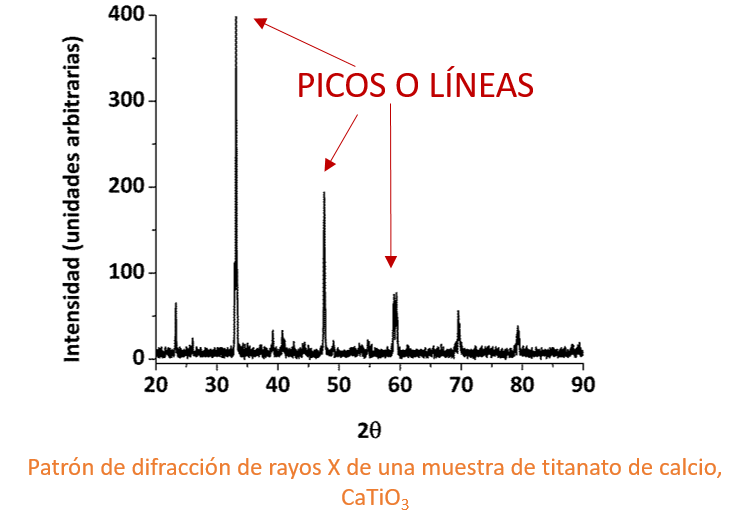 400
300
200
100
0
Intensidad (unidades arbitrarias)
PICOS O LÍNEAS
20 30 40 50 60 70 80 90
2θ
Patrón de difracción de rayos X de una muestra de titanato de calcio,
CaTiO₃